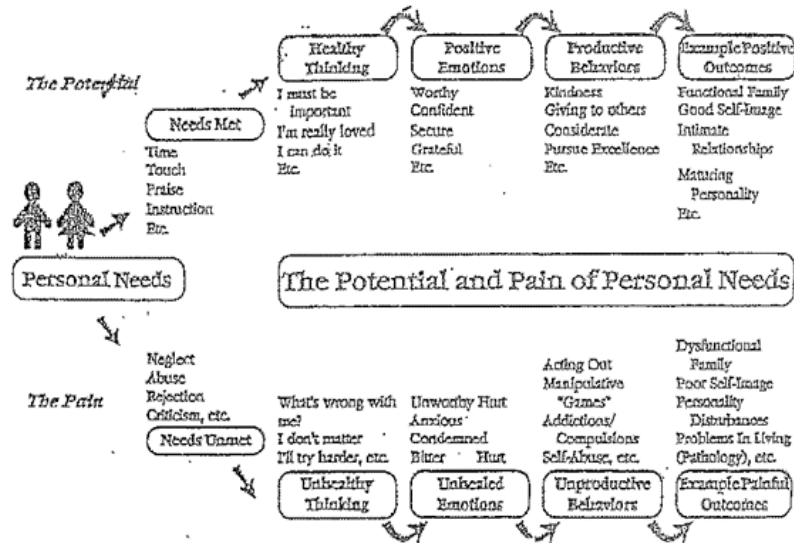 The Potential
Healthy
Thinking
I must be
important
I'm really loved
I can do it
Etc.
Positive
Emotions
Worthy
Confident
Secure
Grateful
Etc.
Productive
Behaviors
Kindness
Giving to others
Considerate
Pursue Excellence
Etc.
Example Positive
Outcomes
Functional Family
Good Self-Image
Intimate
Relationships
Maturing
Personality
Etc.
Needs Met
Time
Touch
Praise
Instruction
Etc.
Personal Needs
The Potential and Pain of Personal Needs
The Pain
Neglect
Abuse
Rejection
Criticism, etc.
Needs Unmet
What's wrong with
me?
I don't matter
I'll try harder, etc.
Unhealthy
Thinking
Unworthy Hurt
Anxious
Condemned
Bitter Hurt
Unhealed
Emotions
Acting Out
Manipulative
"Games"
Addictions/
Compulsions
Self-Abuse, etc.
Unproductive
Behaviors
Dysfunctional
Family
Poor Self-Image
Personality
Disturbances
Problems In Living
(Pathology), etc.
Example Painful
Outcomes